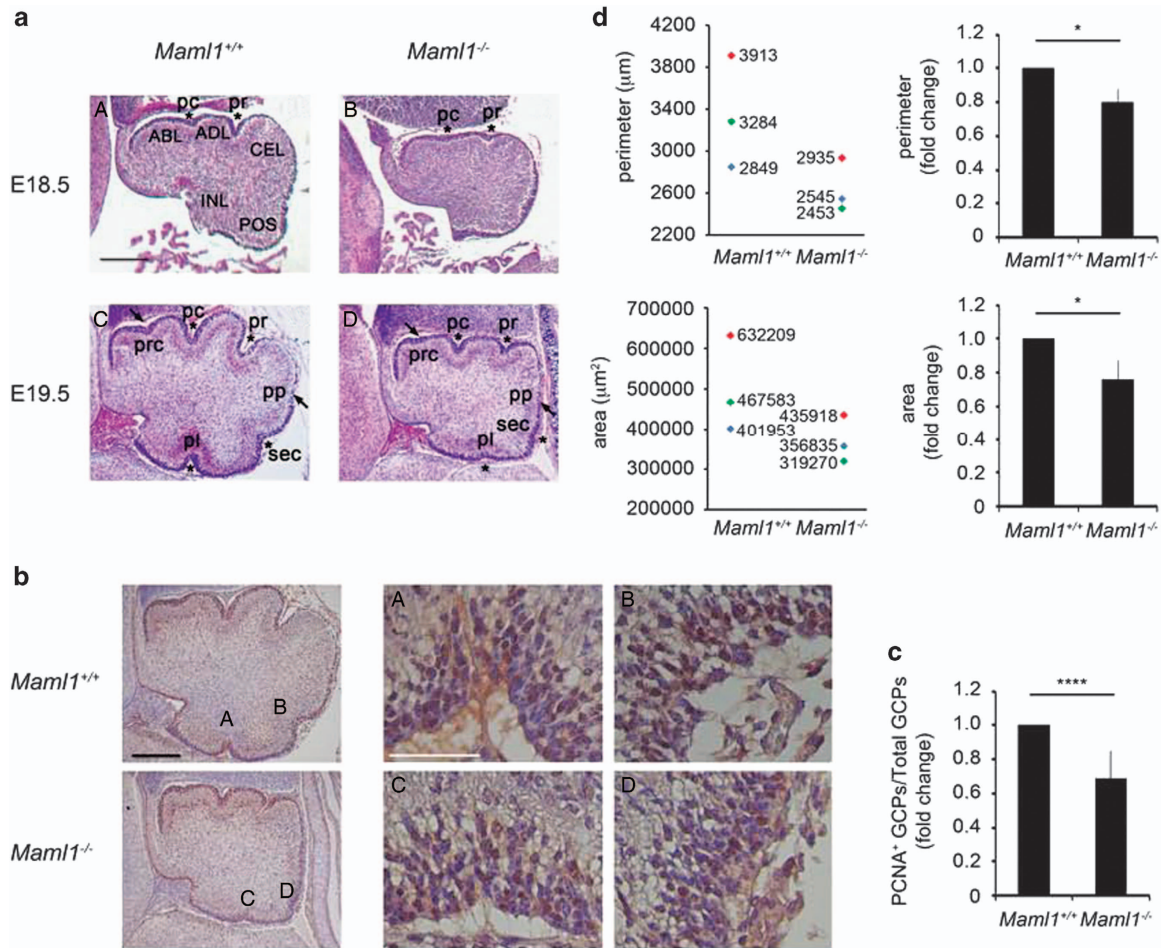 a
Maml1+/+
Maml1-/-
E18.5
A
pc
pr
ABL
ADL
CEL
INL
POS
B
pc
pr
E19.5
C
pc
pr
prc
pp
pl
sec
D
pc
pr
prc
pp
sec
pl
d
perimeter (μm)
4200
3800
3400
3000
2600
2200
3913
3284
2849
2935
2545
2453
Maml1+/+ Maml1-/-
perimeter
(fold change)
1.2
1.0
0.8
0.6
0.4
0.2
0
*
Maml1+/+ Maml1-/-
area (μm²)
700000
600000
500000
400000
300000
200000
632209
467583
401953
435918
356835
319270
Maml1+/+ Maml1-/-
area
(fold change)
1.2
1.0
0.8
0.6
0.4
0.2
0
*
Maml1+/+ Maml1-/-
b
Maml1+/+
A
B
A
B
Maml1-/-
C
D
C
D
c
PCNA+ GCPs/Total GCPs
(fold change)
1.2
1.0
0.8
0.6
0.4
0.2
0
****
Maml1+/+ Maml1-/-